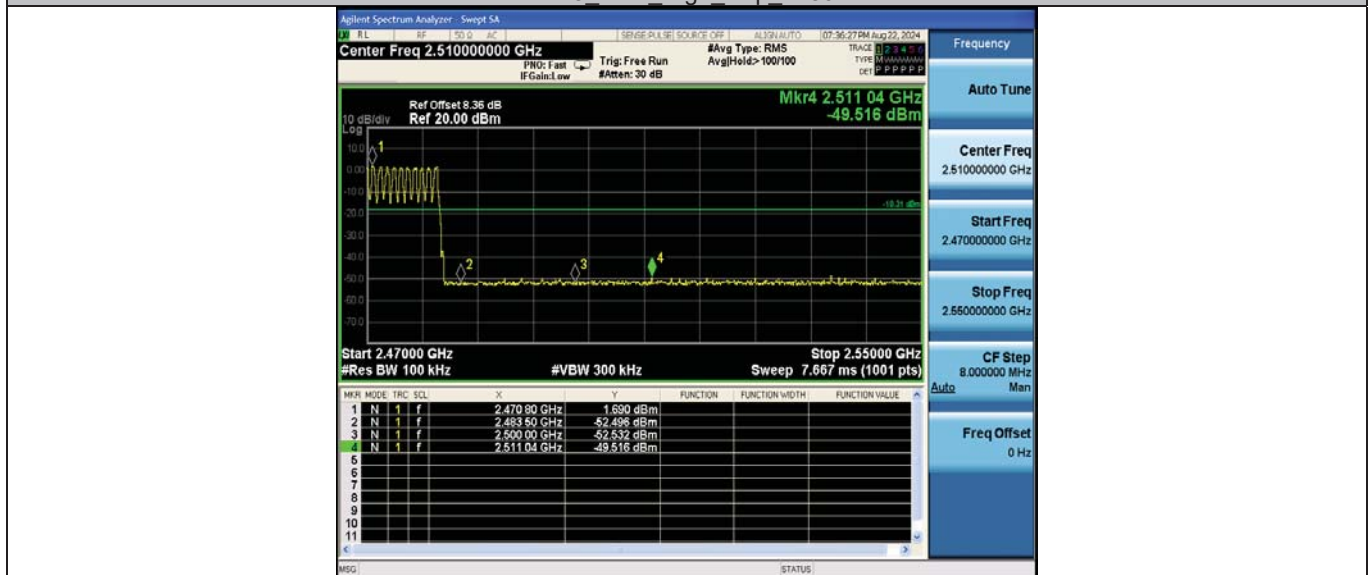 Agilent Spectrum Analyzer - Swept SA
RL RF 50 Ω AC SENSE:PULSE SOURCE OFF ALIGN AUTO 07:36:27 PM Aug 22, 2024
Center Freq 2.510000000 GHz
PNO: Fast
IFGain:Low
Trig: Free Run
#Atten: 30 dB
#Avg Type: RMS
Avg|Hold:>100/100
TRACE 1 2 3 4 5 6
TYPE M
DET P P P P P P
Frequency
Mkr4 2.511 04 GHz
-49.516 dBm
Ref Offset 8.36 dB
10 dB/div Ref 20.00 dBm
Log
10.0
0.00
-10.0
-20.0
-30.0
-40.0
-50.0
-60.0
-70.0
1
2
3
4
-18.31 dBm
Start 2.47000 GHz Stop 2.55000 GHz
#Res BW 100 kHz #VBW 300 kHz Sweep 7.667 ms (1001 pts)
MKR MODE TRC SCL X Y FUNCTION FUNCTION WIDTH FUNCTION VALUE
1 N 1 f 2.470 80 GHz 1.690 dBm
2 N 1 f 2.483 50 GHz -52.496 dBm
3 N 1 f 2.500 00 GHz -52.532 dBm
4 N 1 f 2.511 04 GHz -49.516 dBm
5
6
7
8
9
10
11
MSG STATUS
Auto Tune
Center Freq
2.510000000 GHz
Start Freq
2.470000000 GHz
Stop Freq
2.550000000 GHz
CF Step
8.000000 MHz
Auto Man
Freq Offset
0 Hz